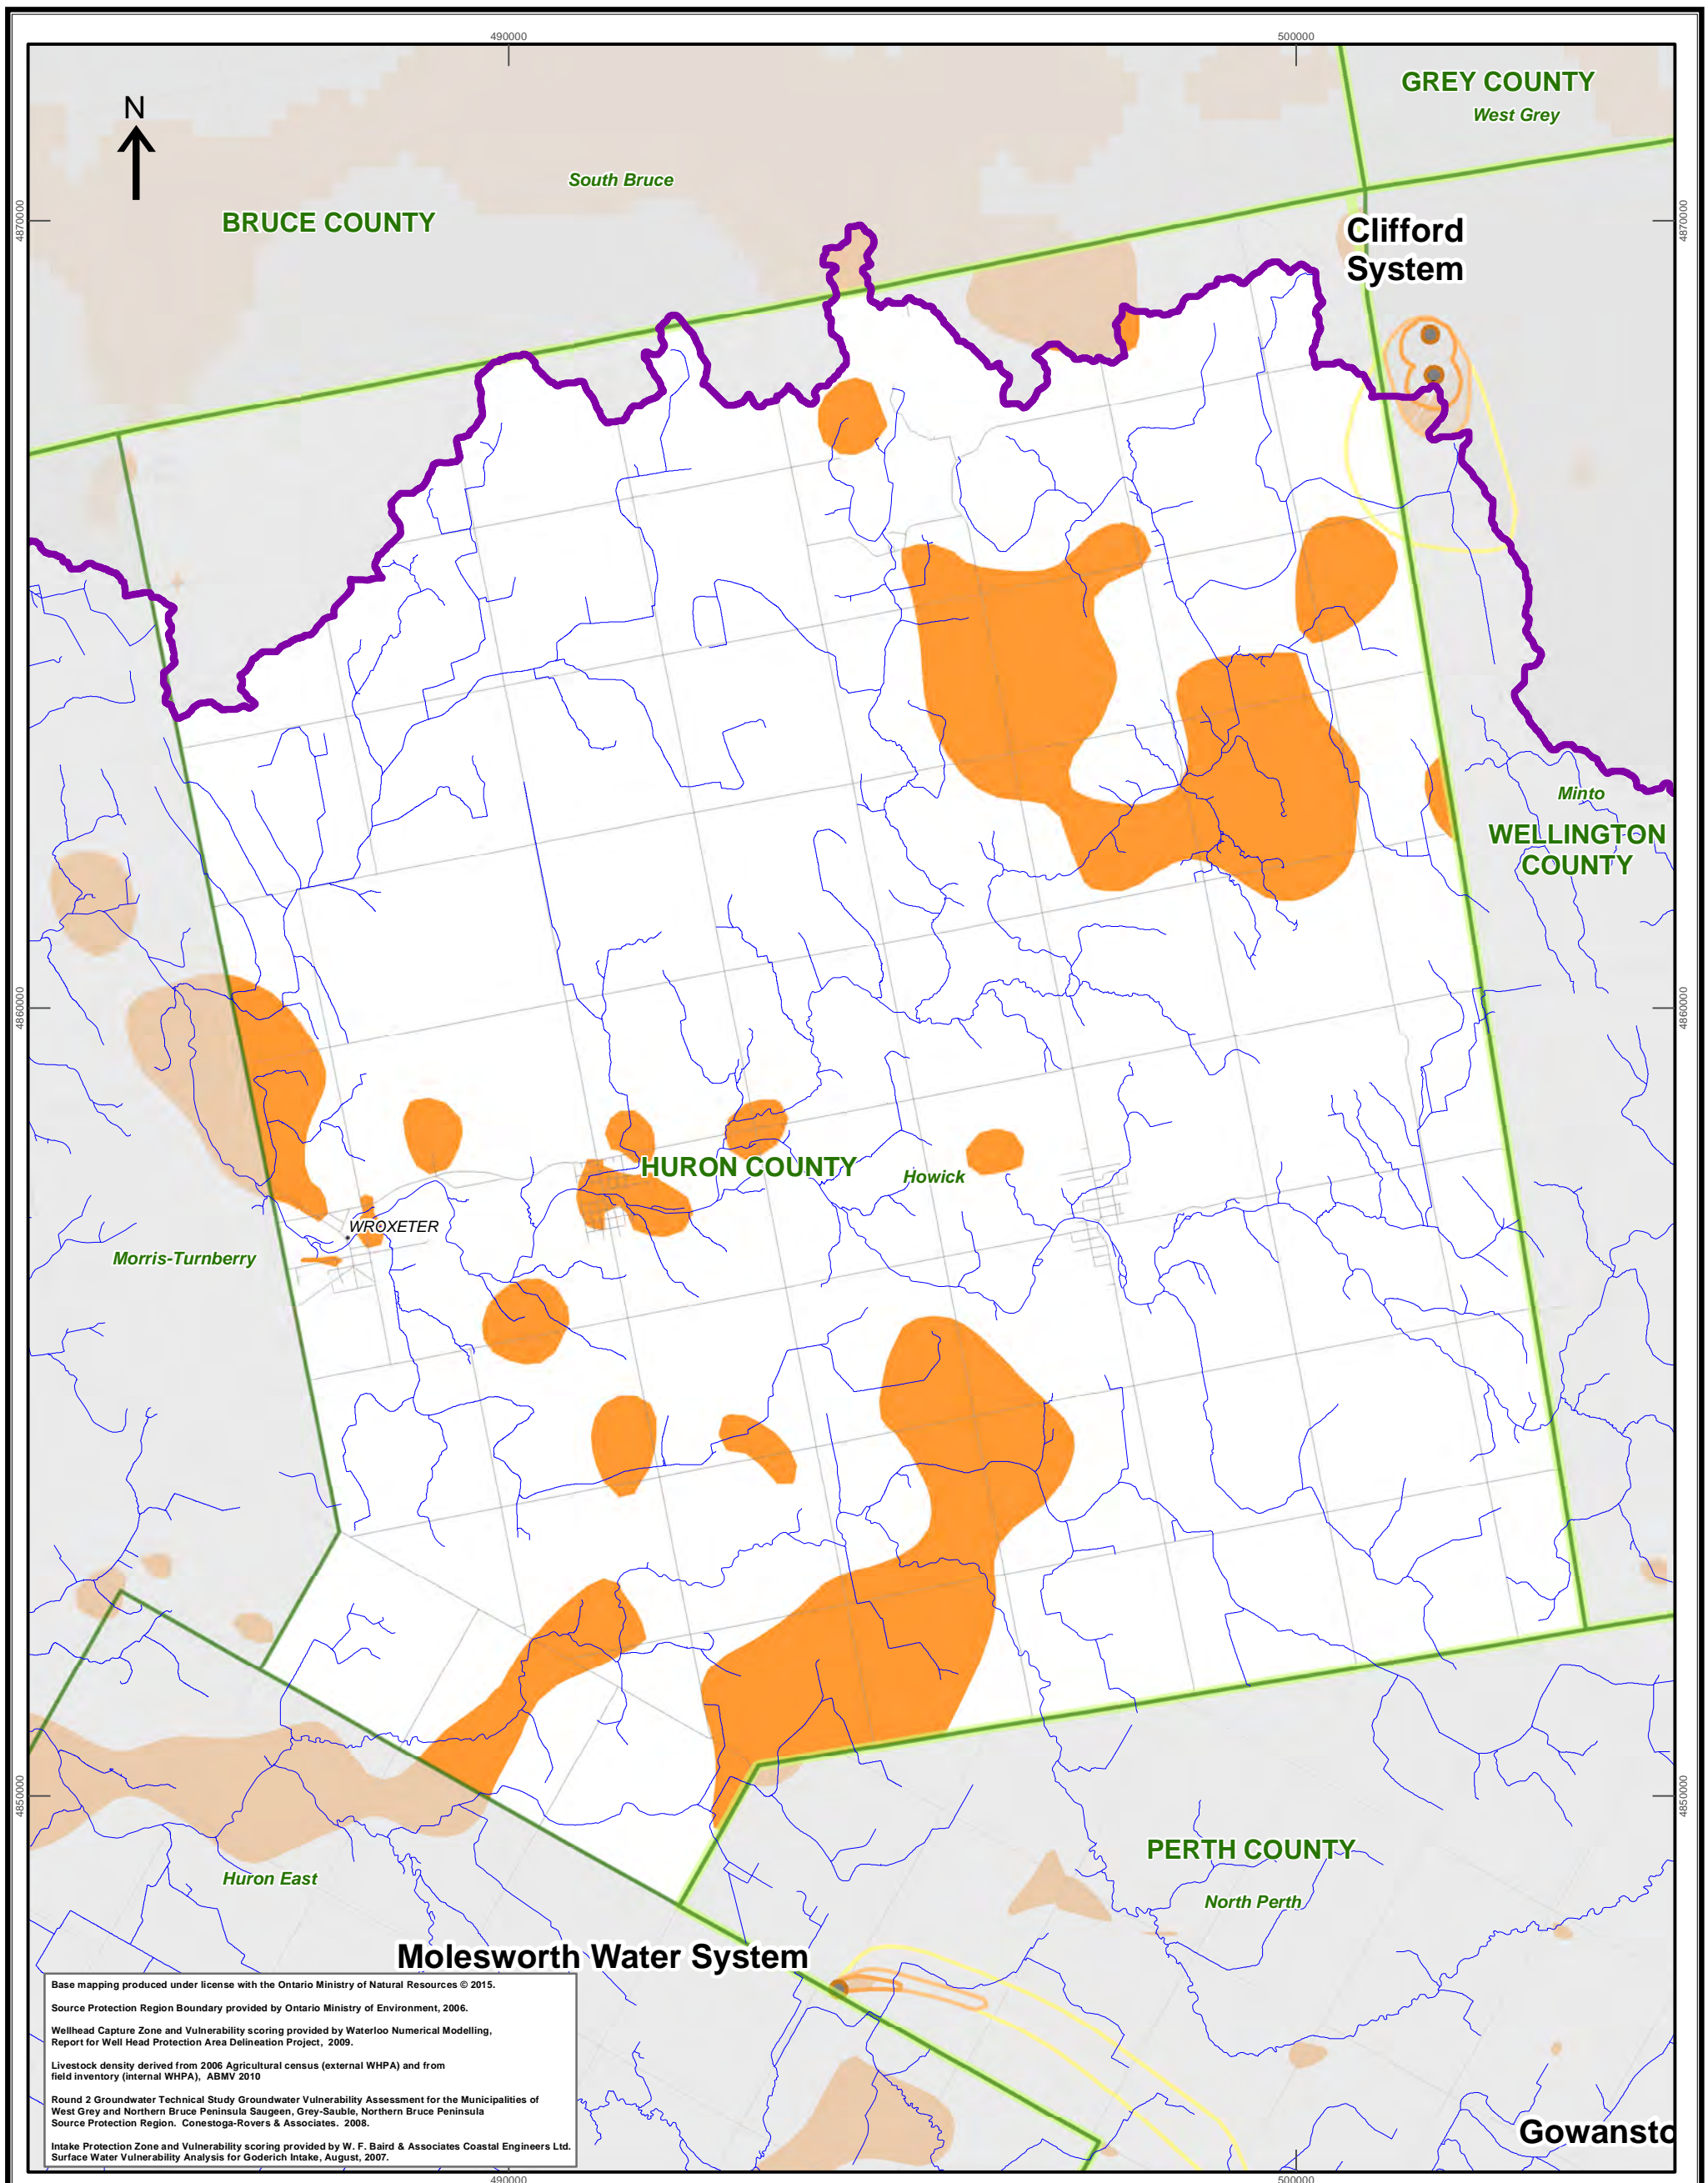 490000
500000
GREY COUNTY
West Grey
N
South Bruce
BRUCE COUNTY
4870000
4870000
Clifford
System
Minto
WELLINGTON
COUNTY
4860000
4860000
HURON COUNTY
Howick
WROXETER
Morris-Turnberry
4850000
4850000
PERTH COUNTY
North Perth
Huron East
Molesworth Water System
Base mapping produced under license with the Ontario Ministry of Natural Resources © 2015.
Source Protection Region Boundary provided by Ontario Ministry of Environment, 2006.
Wellhead Capture Zone and Vulnerability scoring provided by Waterloo Numerical Modelling,
Report for Well Head Protection Area Delineation Project, 2009.
Livestock density derived from 2006 Agricultural census (external WHPA) and from
field inventory (internal WHPA), ABMV 2010
Round 2 Groundwater Technical Study Groundwater Vulnerability Assessment for the Municipalities of
West Grey and Northern Bruce Peninsula Saugeen, Grey-Sauble, Northern Bruce Peninsula
Source Protection Region. Conestoga-Rovers & Associates. 2008.
Intake Protection Zone and Vulnerability scoring provided by W. F. Baird & Associates Coastal Engineers Ltd.
Surface Water Vulnerability Analysis for Goderich Intake, August, 2007.
Gowansto
490000
500000